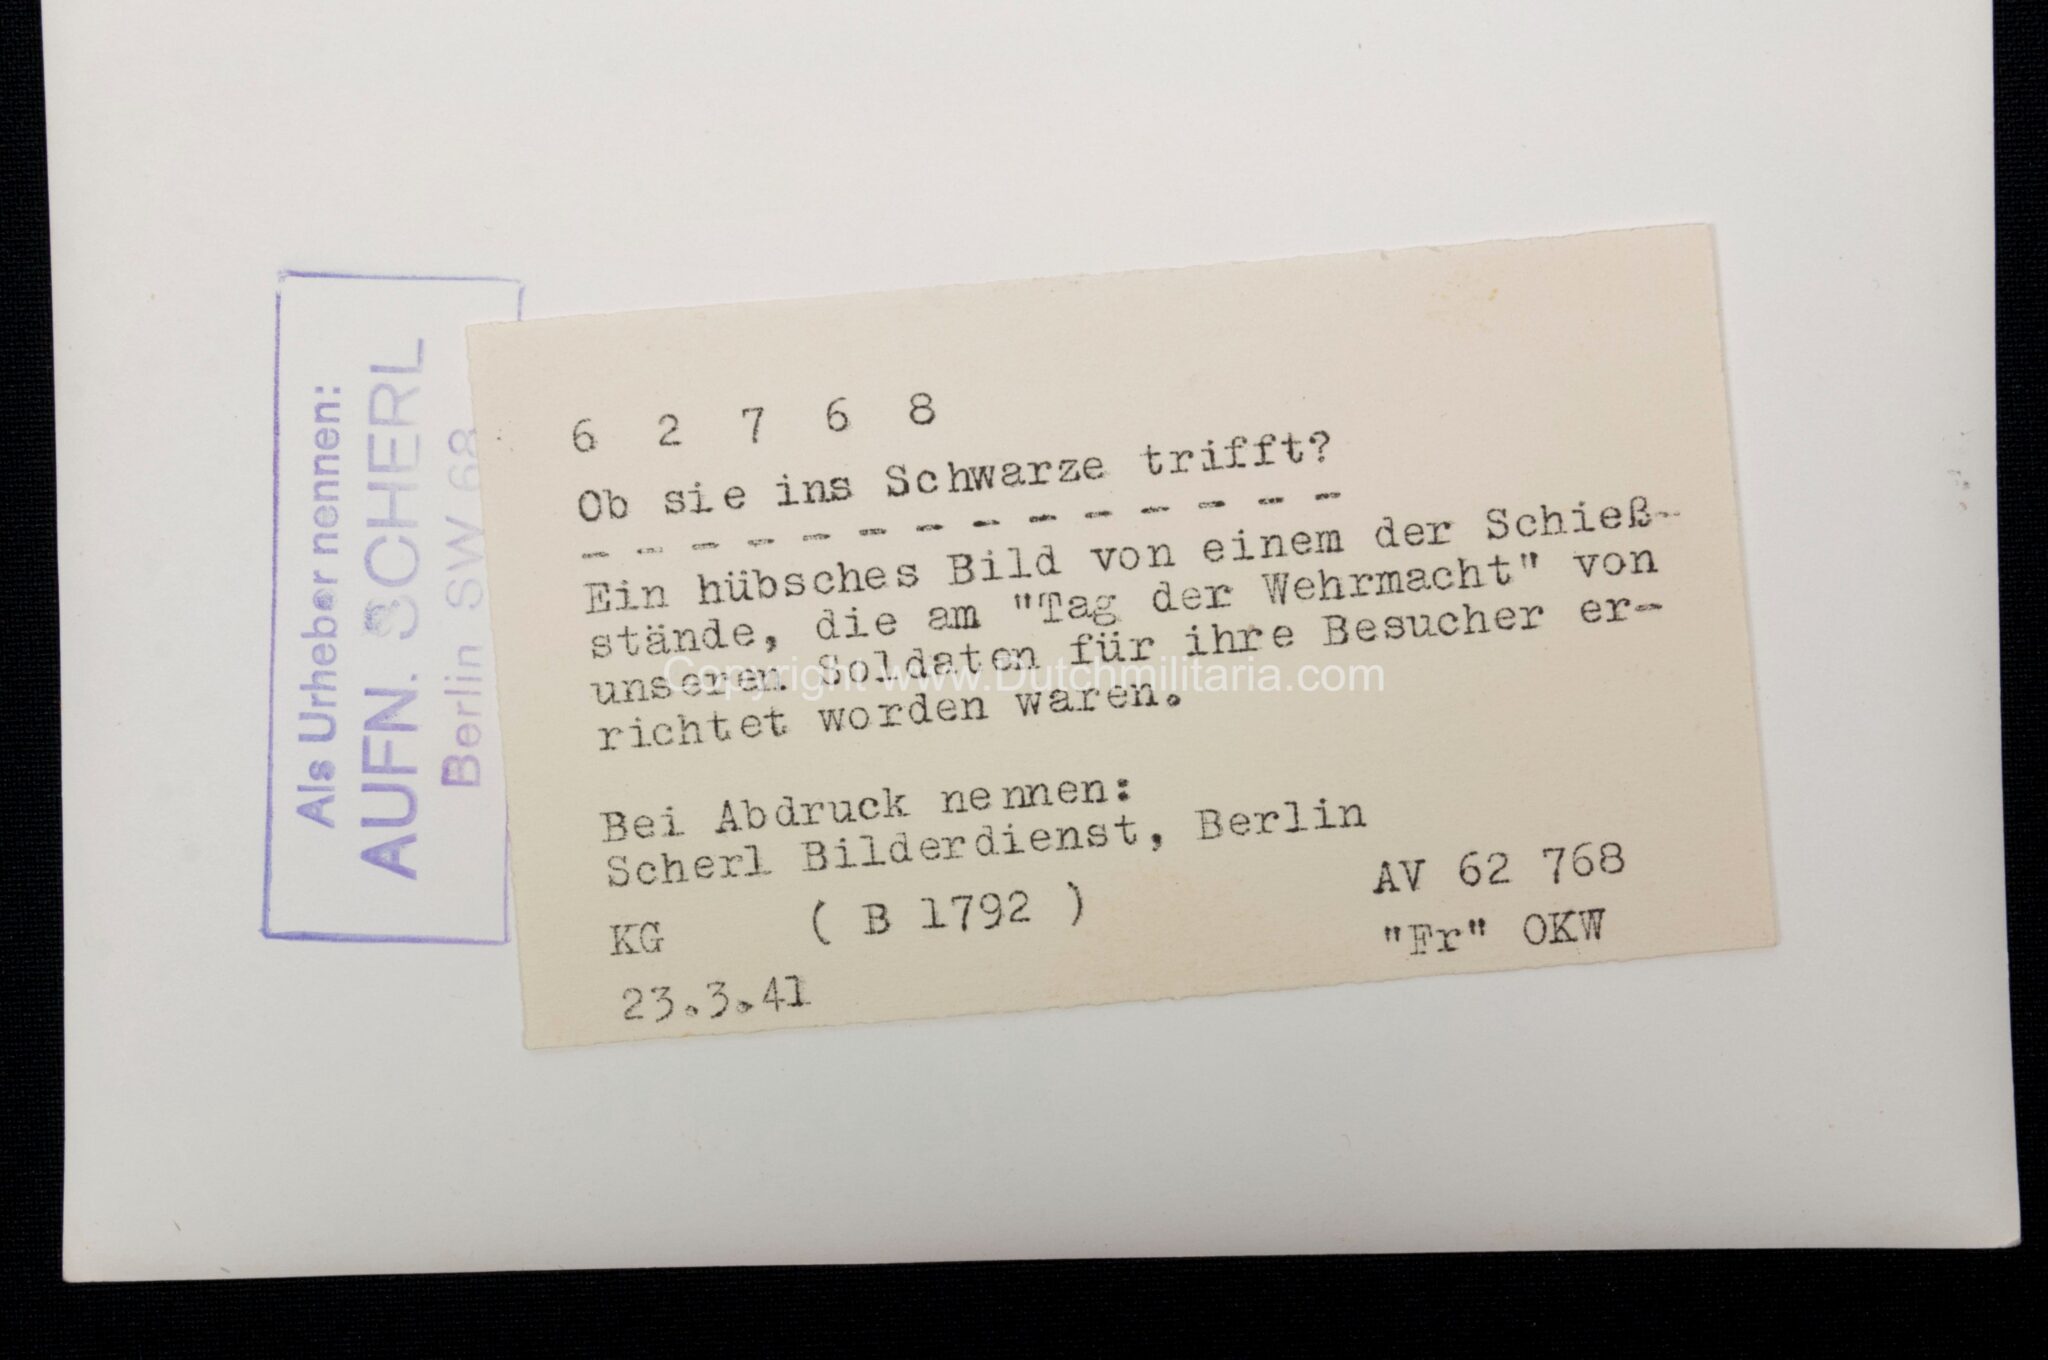 Als Urheber nennen:
AUFN. SCHERL
Berlin SW 68
6 2 7 6 8
Ob sie ins Schwarze trifft?
- - - - - - - - - - - - - -
Ein hübsches Bild von einem der Schieß-
stände, die am "Tag der Wehrmacht" von
unseren Soldaten für ihre Besucher er-
richtet worden waren.
Bei Abdruck nennen:
Scherl Bilderdienst, Berlin
KG ( B 1792 ) AV 62 768
23.3.41 "Fr" OKW
Copyright www.Dutchmilitaria.com